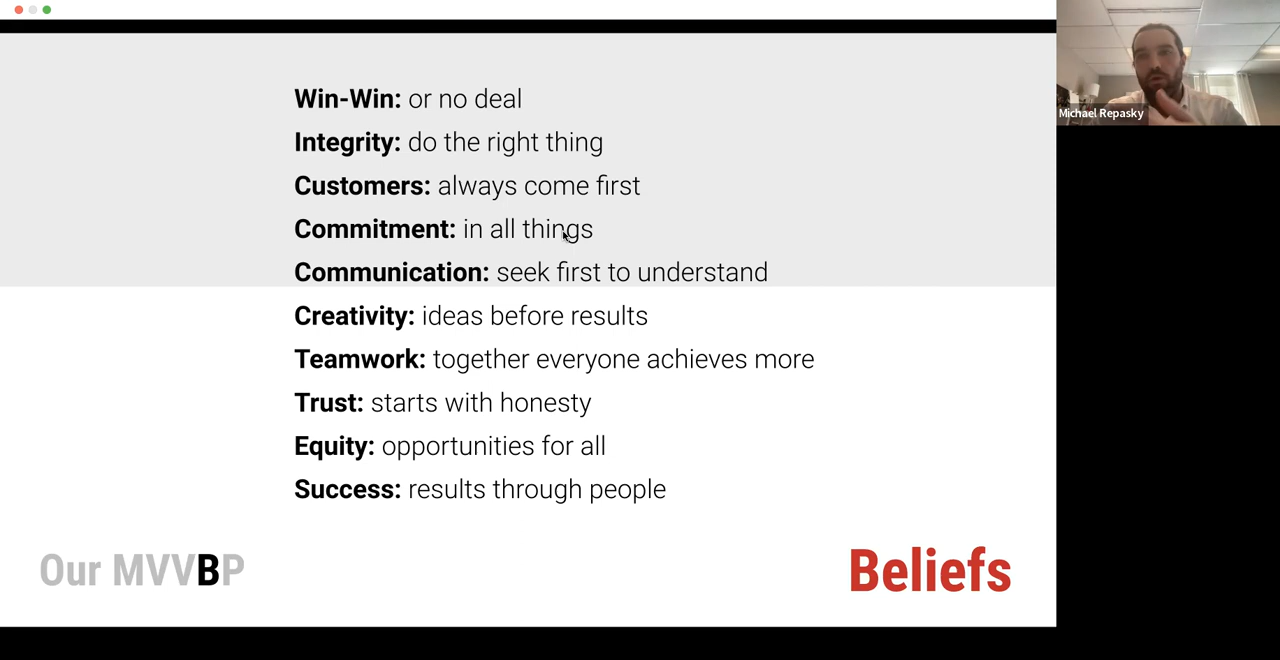 Win-Win: or no deal
Integrity: do the right thing
Customers: always come first
Commitment: in all things
Communication: seek first to understand
Creativity: ideas before results
Teamwork: together everyone achieves more
Trust: starts with honesty
Equity: opportunities for all
Success: results through people
Our MVVBP
Beliefs
Michael Repasky